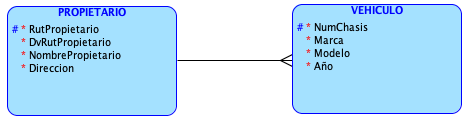 PROPIETARIO
# * RutPropietario
* DvRutPropietario
* NombrePropietario
* Direccion
VEHICULO
# * NumChasis
* Marca
* Modelo
* Año